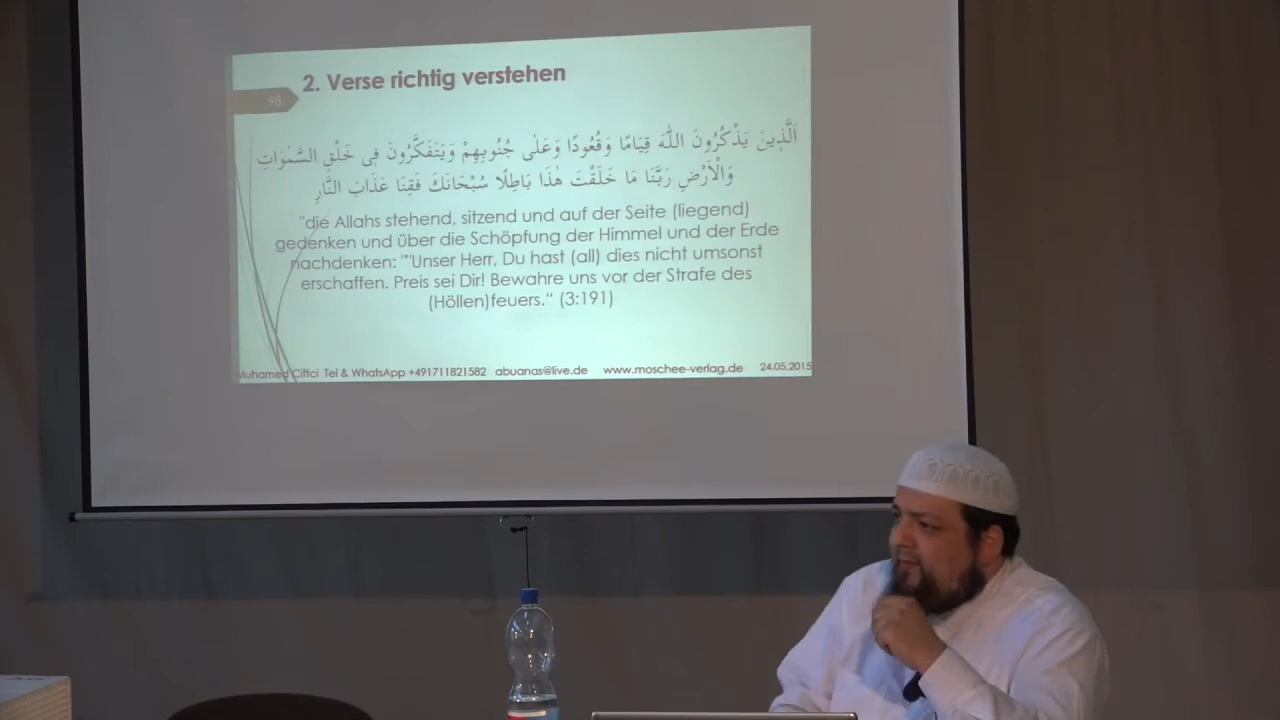 2. Verse richtig verstehen
98
اَلَّذٖينَ يَذْكُرُونَ اللّٰهَ قِيَامًا وَقُعُودًا وَعَلٰى جُنُوبِهِمْ وَيَتَفَكَّرُونَ فٖى خَلْقِ السَّمٰوَاتِ
وَالْاَرْضِ رَبَّنَا مَا خَلَقْتَ هٰذَا بَاطِلًا سُبْحَانَكَ فَقِنَا عَذَابَ النَّارِ
"die Allahs stehend, sitzend und auf der Seite (liegend)
gedenken und über die Schöpfung der Himmel und der Erde
nachdenken: ""Unser Herr, Du hast (all) dies nicht umsonst
erschaffen. Preis sei Dir! Bewahre uns vor der Strafe des
(Höllen)feuers.“ (3:191)
Muhamed Ciftci Tel & WhatsApp +491711821582 abuanas@live.de www.moschee-verlag.de 24.05.2015